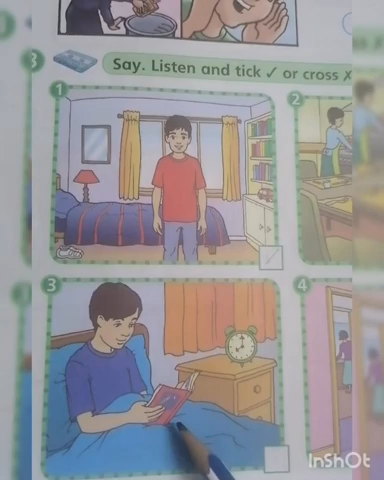 3
Say. Listen and tick ✓ or cross ✗
1
2
3
4
InShOt